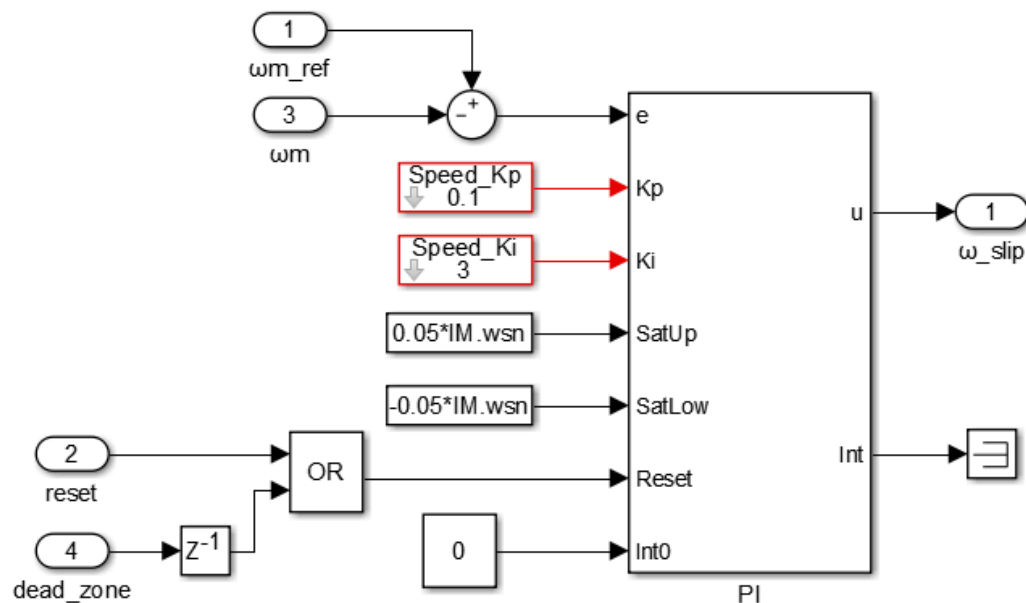 1
ωm_ref
3
ωm
− +
e
Speed_Kp
0.1
Kp
Speed_Ki
3
Ki
u
1
ω_slip
0.05*IM.wsn
SatUp
-0.05*IM.wsn
SatLow
2
reset
OR
Reset
Int
4
dead_zone
Z-1
0
Int0
PI